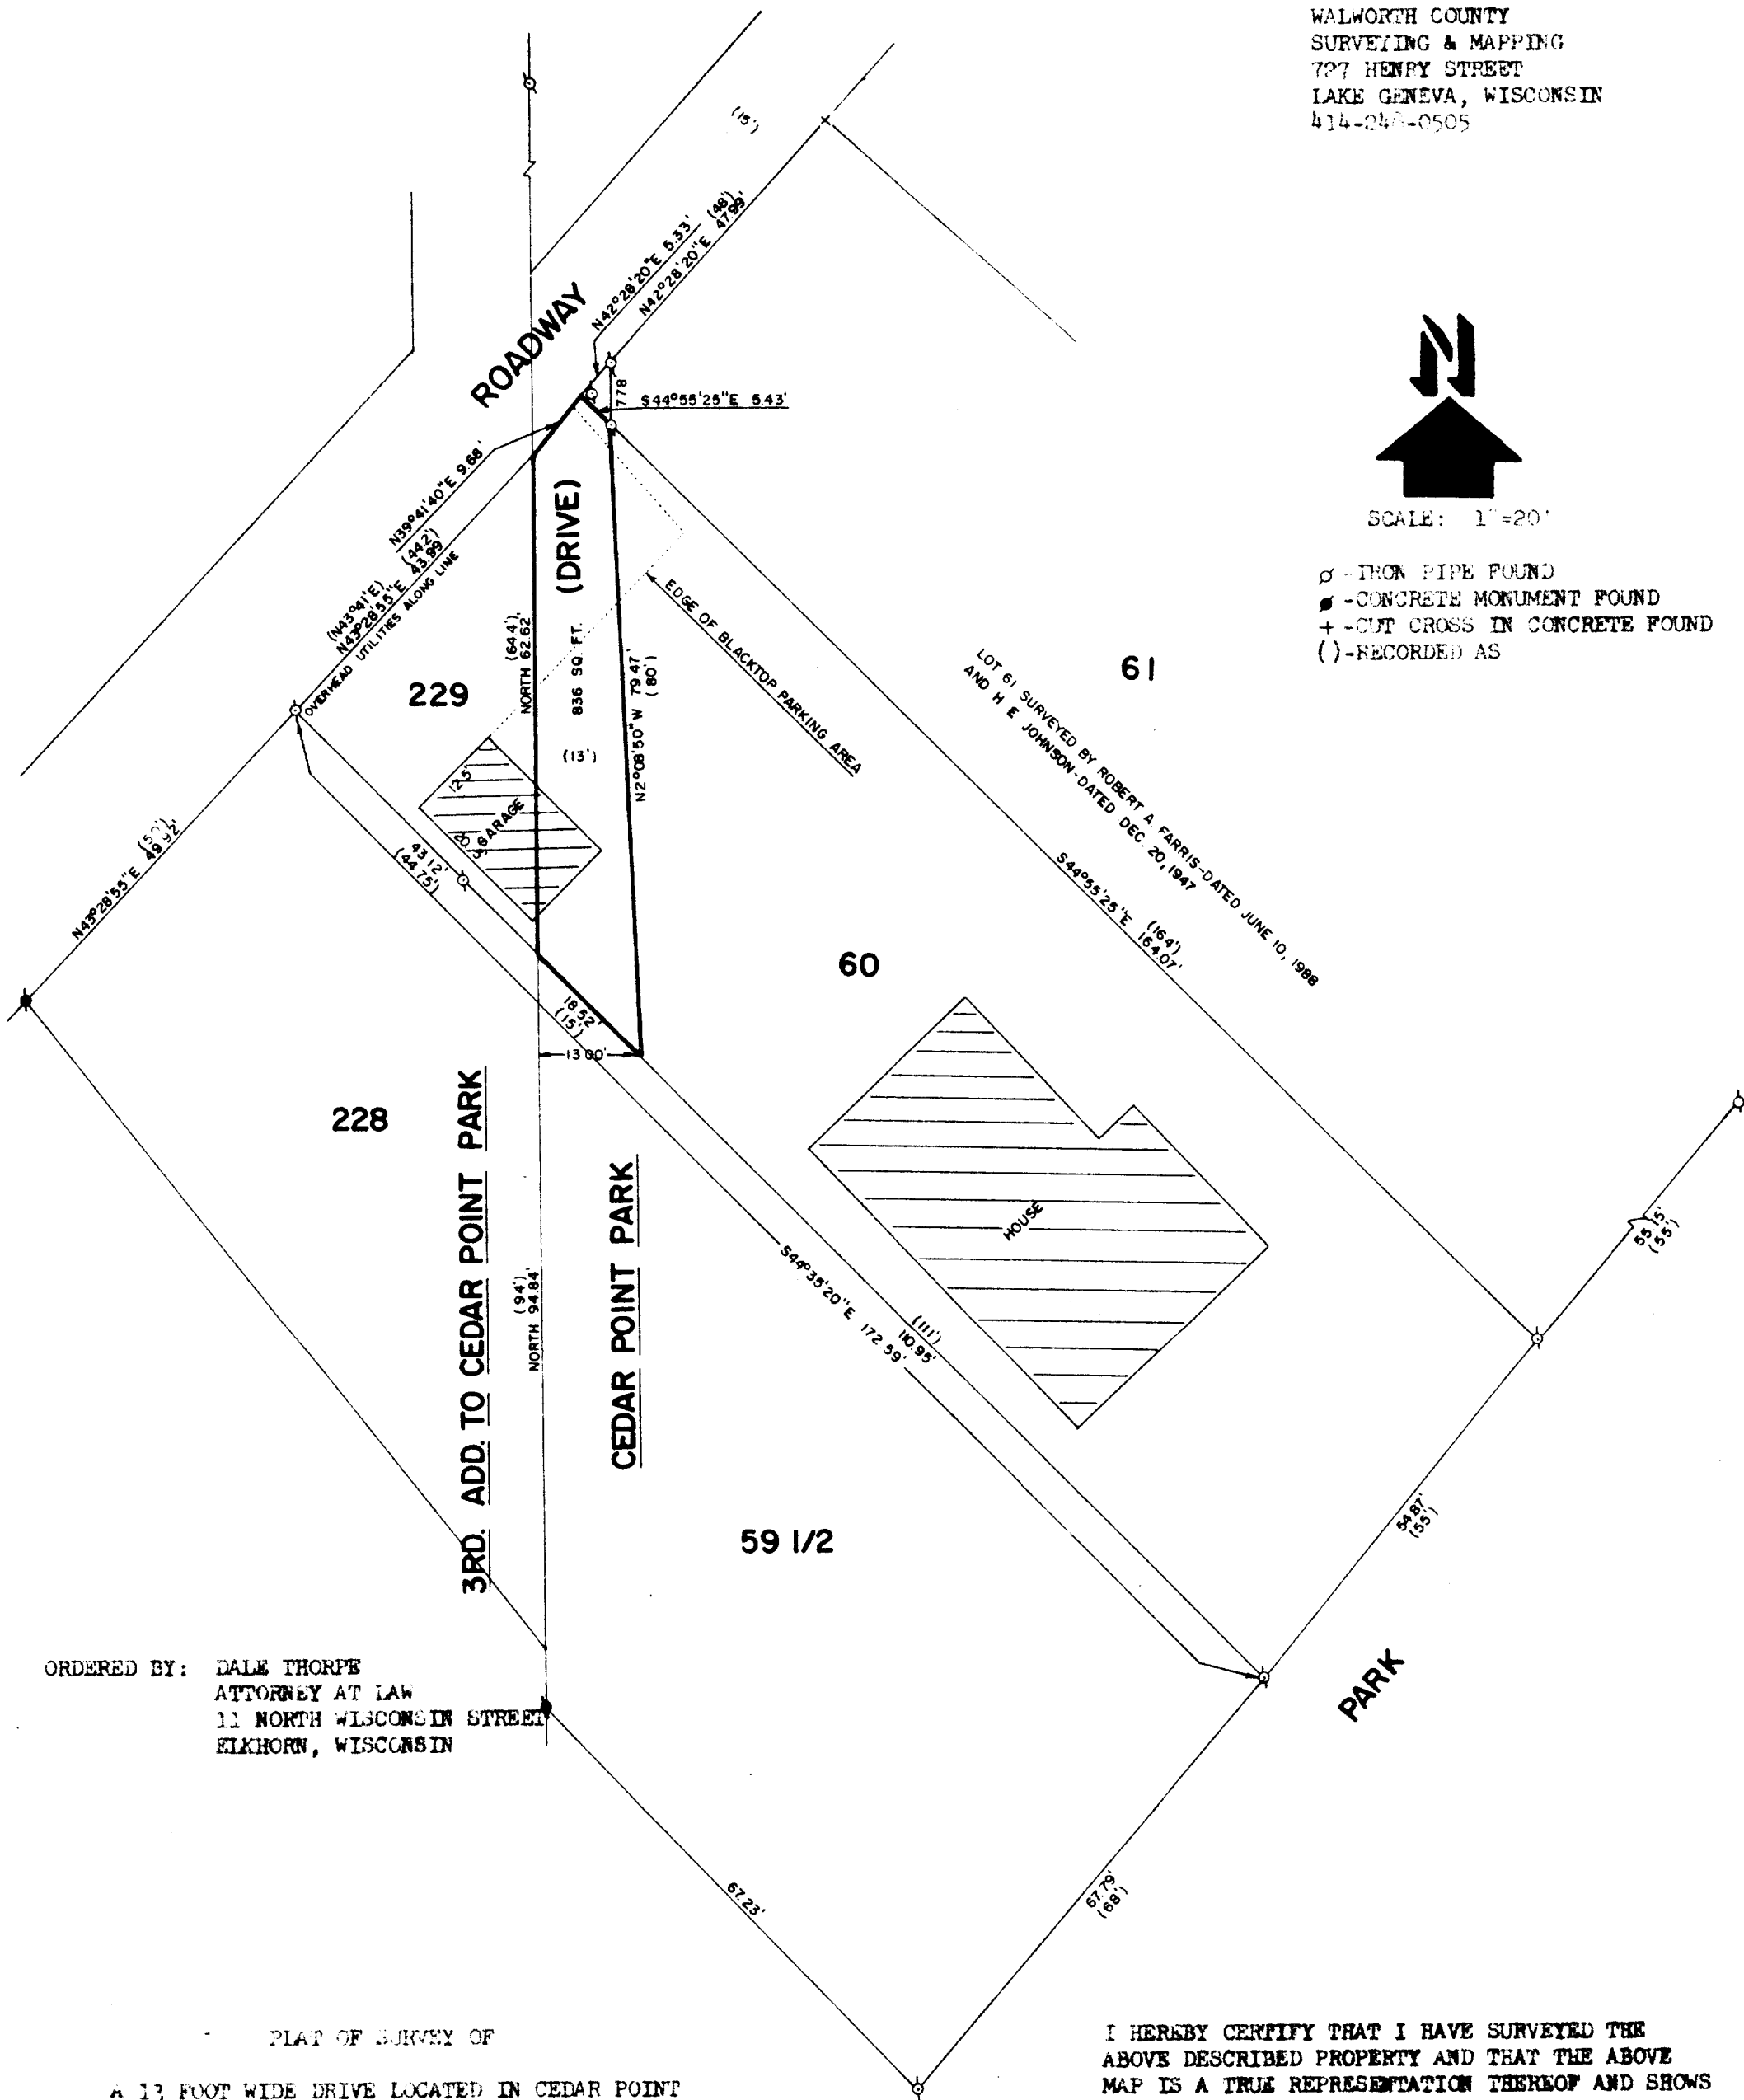 WALWORTH COUNTY
SURVEYING & MAPPING
727 HENRY STREET
LAKE GENEVA, WISCONSIN
(15')
(48')
N42°28'20"E 47.99'
N42°28'20"E 5.33'
ROADWAY
7.78
S44°55'25"E 5.43'
N39°41'40"E 9.68'
(44.2')
(N43°41'E)
N43°28'55"E 43.99
OVERHEAD UTILITIES ALONG LINE
(DRIVE)
SCALE: 1"=20'
-IRON PIPE FOUND
-CONCRETE MONUMENT FOUND
+ -CUT CROSS IN CONCRETE FOUND
()-RECORDED AS
229
(64.4')
NORTH 62.62'
836 SQ. FT.
(13')
N2°08'50"W 79.47'
(80')
EDGE OF BLACKTOP PARKING AREA
61
LOT 61 SURVEYED BY ROBERT A. FARRIS-DATED JUNE 10, 1988
AND H E JOHNSON-DATED DEC. 20, 1947
12.5'
20.3'
GARAGE
43.12'
(44.75')
(50')
N43°28'55"E 49.92'
(164')
S44°55'25"E 164.07'
60
18.52'
(15')
13.00'
228
HOUSE
55.15'
(55')
3RD. ADD. TO CEDAR POINT PARK
(94')
NORTH 94.84'
CEDAR POINT PARK
(111')
110.95'
S44°35'20"E 172.59'
54.87'
(55')
59 1/2
PARK
ORDERED BY: DALE THORPE
ATTORNEY AT LAW
11 NORTH WISCONSIN STREET
ELKHORN, WISCONSIN
67.23'
67.79'
(68')
PLAT OF SURVEY OF
A 13 FOOT WIDE DRIVE LOCATED IN CEDAR POINT
I HEREBY CERTIFY THAT I HAVE SURVEYED THE
ABOVE DESCRIBED PROPERTY AND THAT THE ABOVE
MAP IS A TRUE REPRESENTATION THEREOF AND SHOWS